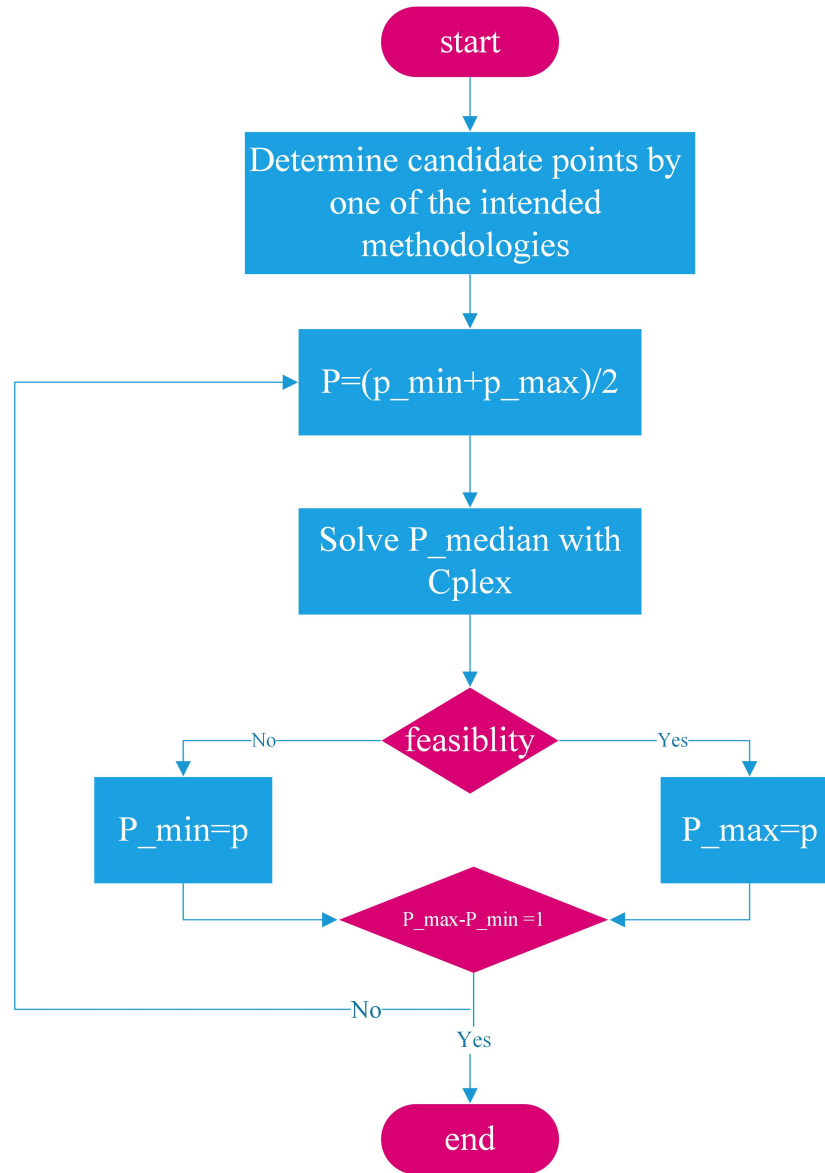 start
Determine candidate points by
one of the intended
methodologies
P=(p_min+p_max)/2
Solve P_median with
Cplex
feasiblity
No
Yes
P_min=p
P_max=p
P_max-P_min =1
No
Yes
end